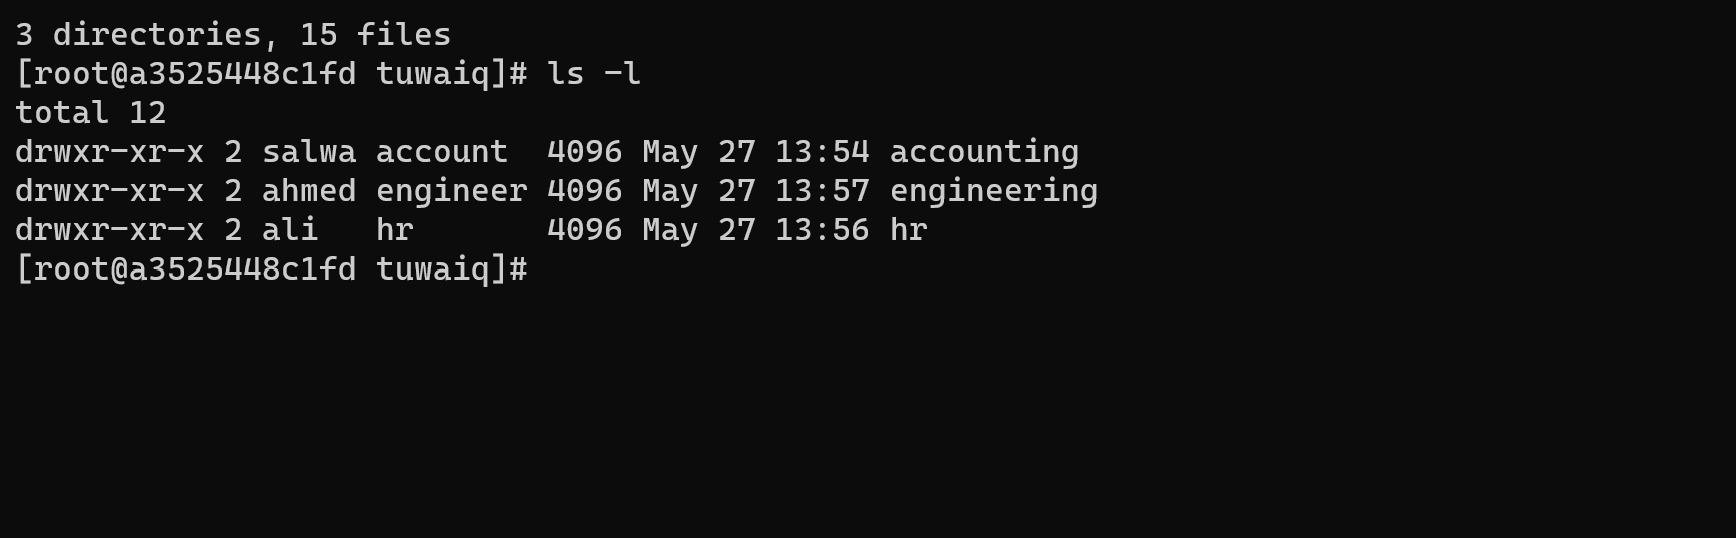 3 directories, 15 files
[root@a3525448c1fd tuwaiq]# ls -l
total 12
drwxr-xr-x 2 salwa account  4096 May 27 13:54 accounting
drwxr-xr-x 2 ahmed engineer 4096 May 27 13:57 engineering
drwxr-xr-x 2 ali   hr       4096 May 27 13:56 hr
[root@a3525448c1fd tuwaiq]#